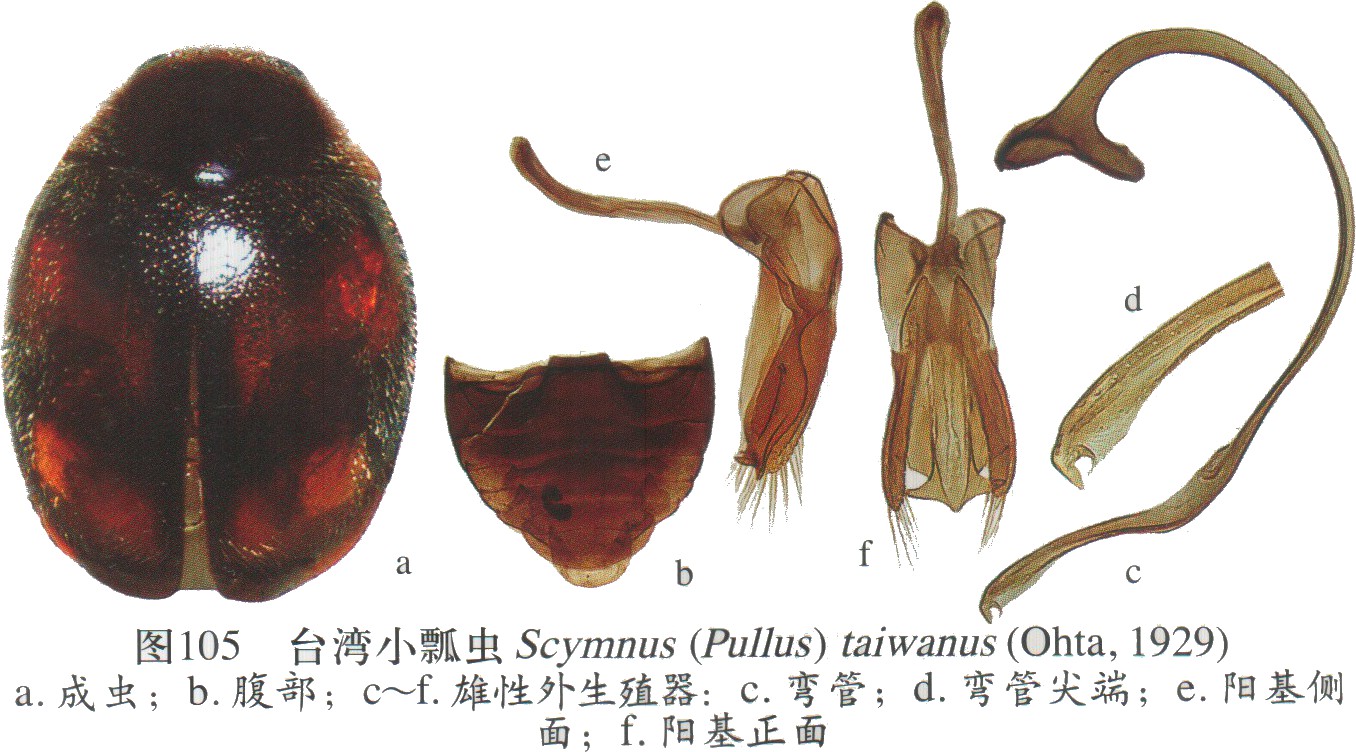 e
d
a
b
f
c
图105 台湾小瓢虫 Scymnus (Pullus) taiwanus (Ohta, 1929)
a. 成虫; b. 腹部; c~f. 雄性外生殖器: c. 弯管; d. 弯管尖端; e. 阳基侧
面; f. 阳基正面